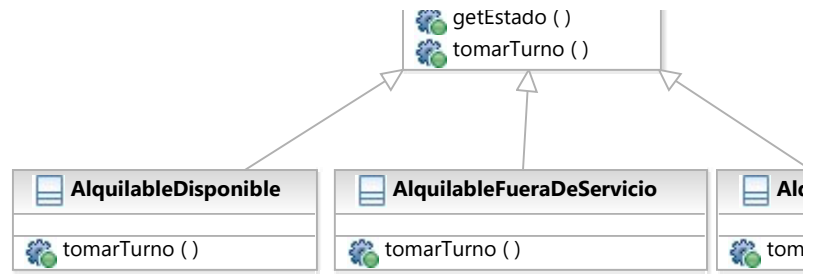 getEstado ( )
tomarTurno ( )
AlquilableDisponible
AlquilableFueraDeServicio
tomarTurno ( )
tomarTurno ( )